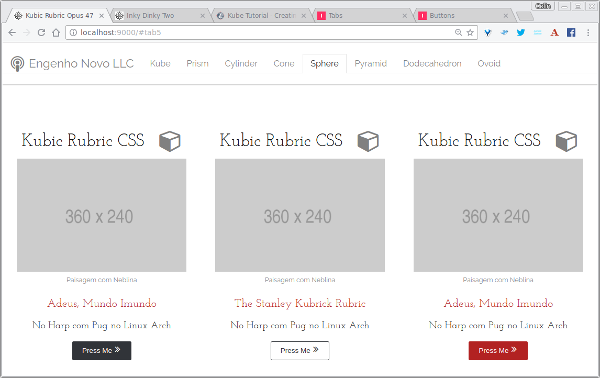 Kubic Rubric Opus 47
Inky Dinky Two
Kube Tutorial - Creatin
Tabs
Buttons
Colin
localhost:9000/#tab5
Engenho Novo LLC Kube Prism Cylinder Cone Sphere Pyramid Dodecahedron Ovoid
Kubic Rubric CSS
Kubic Rubric CSS
Kubic Rubric CSS
360 x 240
360 x 240
360 x 240
Paisagem com Neblina
Paisagem com Neblina
Paisagem com Neblina
Adeus, Mundo Imundo
The Stanley Kubrick Rubric
Adeus, Mundo Imundo
No Harp com Pug no Linux Arch
No Harp com Pug no Linux Arch
No Harp com Pug no Linux Arch
Press Me »
Press Me »
Press Me »